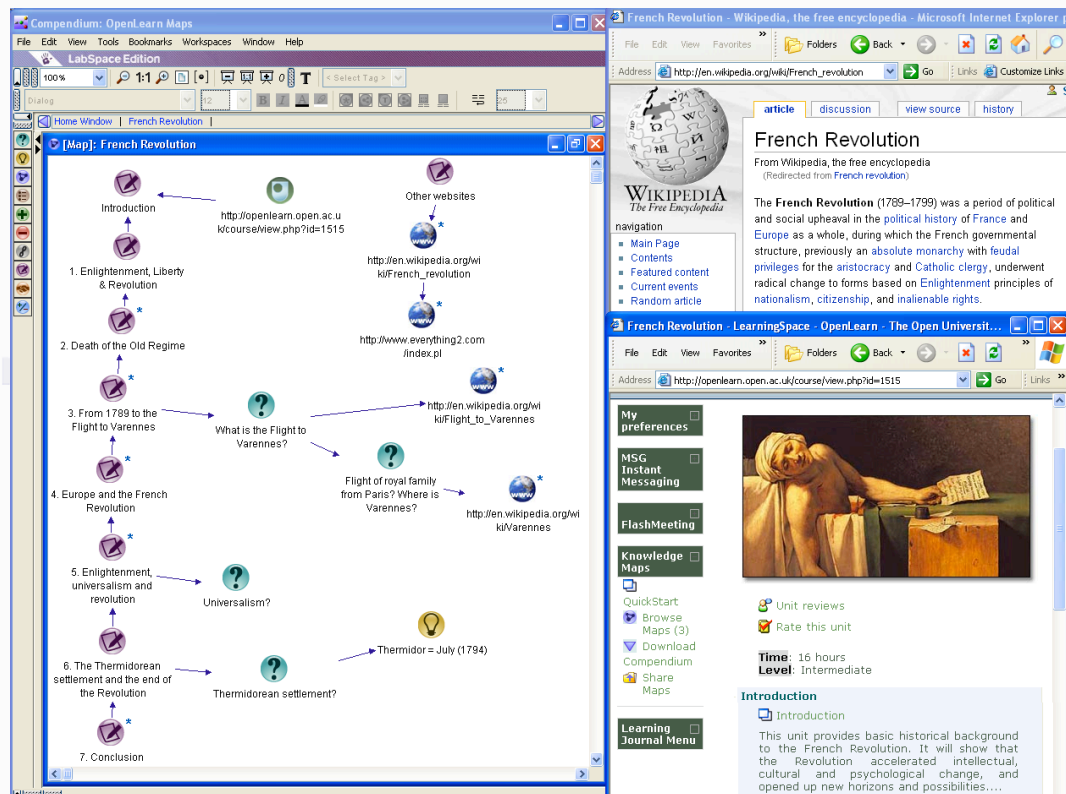 Compendium: OpenLearn Maps
File Edit View Tools Bookmarks Workspaces Window Help
LabSpace Edition
100% 1:1 < Select Tag >
Dialog 12 B I A 25
Home Window | French Revolution |
[Map]: French Revolution
Introduction
http://openlearn.open.ac.u
k/course/view.php?id=1515
Other websites
1. Enlightenment, Liberty
& Revolution
http://en.wikipedia.org/wi
ki/French_revolution
2. Death of the Old Regime
http://www.everything2.com
/index.pl
3. From 1789 to the
Flight to Varennes
What is the Flight to
Varennes?
http://en.wikipedia.org/wi
ki/Flight_to_Varennes
4. Europe and the French
Revolution
Flight of royal family
from Paris? Where is
Varennes?
http://en.wikipedia.org/wi
ki/Varennes
5. Enlightenment,
universalism and
revolution
Universalism?
6. The Thermidorean
settlement and the end of
the Revolution
Thermidorean settlement?
Thermidor = July (1794)
7. Conclusion
French Revolution - Wikipedia, the free encyclopedia - Microsoft Internet Explorer
File Edit View Favorites » Folders Back
Address http://en.wikipedia.org/wiki/French_revolution Go Links Customize Links
article discussion view source history
WIKIPEDIA
The Free Encyclopedia
navigation
Main Page
Contents
Featured content
Current events
Random article
French Revolution
From Wikipedia, the free encyclopedia
(Redirected from French revolution)
The French Revolution (1789–1799) was a period of political
and social upheaval in the political history of France and
Europe as a whole, during which the French governmental
structure, previously an absolute monarchy with feudal
privileges for the aristocracy and Catholic clergy, underwent
radical change to forms based on Enlightenment principles of
nationalism, citizenship, and inalienable rights.
French Revolution - LearningSpace - OpenLearn - The Open Universit...
File Edit View Favorites » Folders Back »
Address http://openlearn.open.ac.uk/course/view.php?id=1515 Go Links »
My
preferences
MSG
Instant
Messaging
FlashMeeting
Knowledge
Maps
QuickStart
Browse
Maps (3)
Download
Compendium
Share
Maps
Learning
Journal Menu
Unit reviews
Rate this unit
Time: 16 hours
Level: Intermediate
Introduction
Introduction
This unit provides basic historical background
to the French Revolution. It will show that
the Revolution accelerated intellectual,
cultural and psychological change, and
opened up new horizons and possibilities....